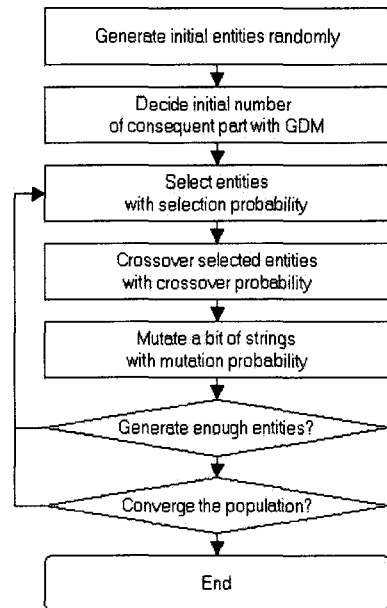 Generate initial entities randomly
Decide initial number
of consequent part with GDM
Select entities
with selection probability
Crossover selected entities
with crossover probability
Mutate a bit of strings
with mutation probability
Generate enough entities?
Converge the population?
End